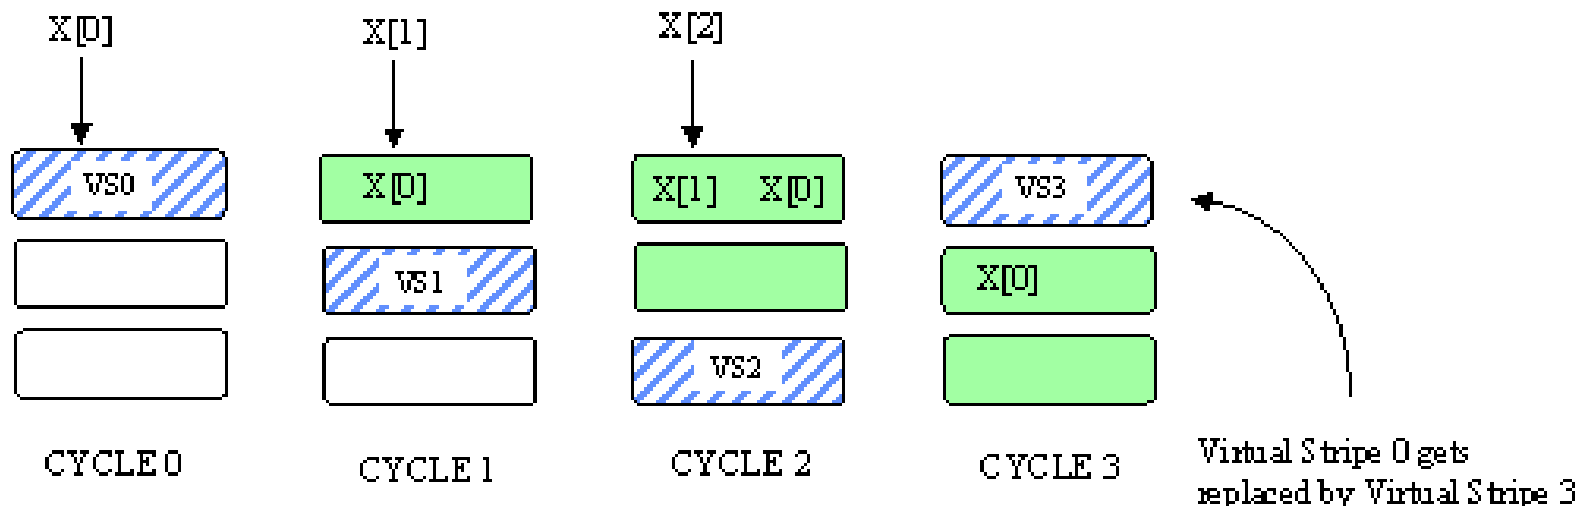 X[0]
X[1]
X[2]
VS0
X[0]
X[1] X[0]
VS3
VS1
X[0]
VS2
CYCLE 0
CYCLE 1
CYCLE 2
CYCLE 3
Virtual Stripe 0 gets
replaced by Virtual Stripe 3